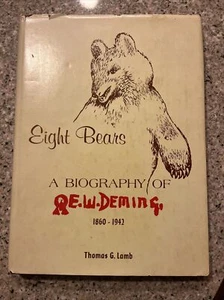 Eight Bears
A BIOGRAPHY OF
E.W.DEMING.
1860-1942
Thomas G. Lamb